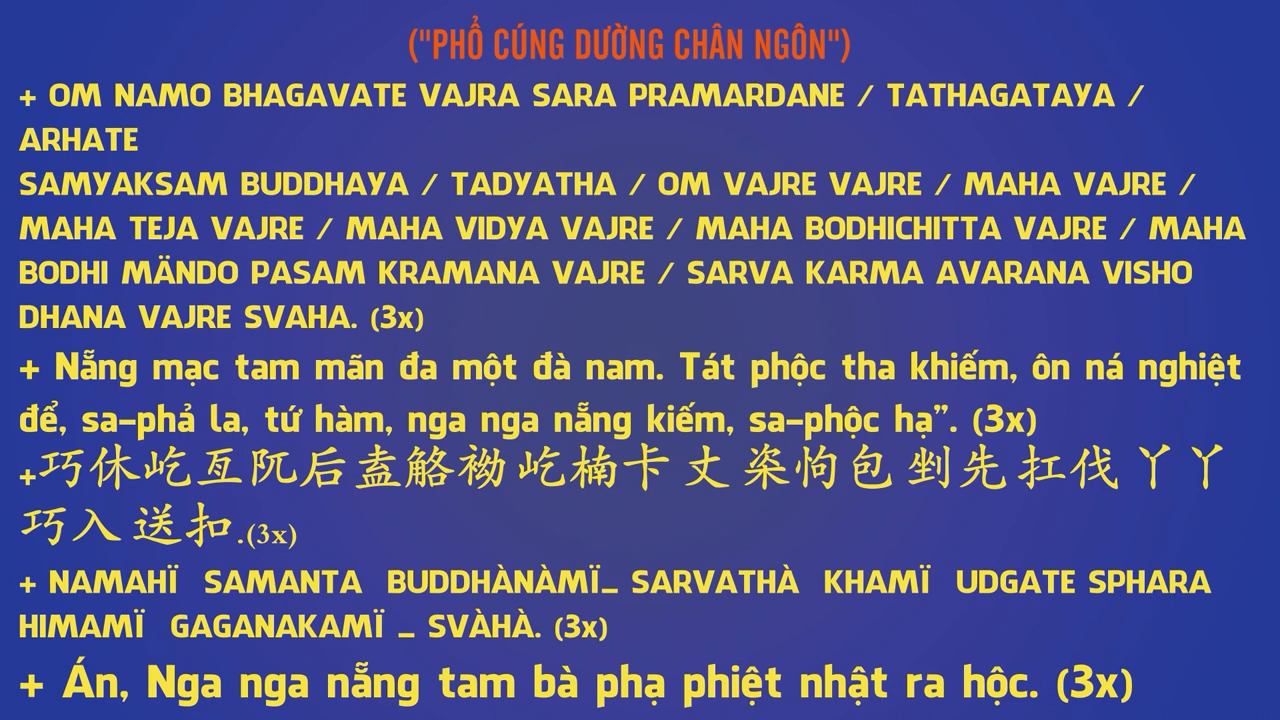 ("PHỔ CÚNG DƯỜNG CHÂN NGÔN")
+ OM NAMO BHAGAVATE VAJRA SARA PRAMARDANE / TATHAGATAYA /
ARHATE
SAMYAKSAM BUDDHAYA / TADYATHA / OM VAJRE VAJRE / MAHA VAJRE /
MAHA TEJA VAJRE / MAHA VIDYA VAJRE / MAHA BODHICHITTA VAJRE / MAHA
BODHI MÄNDO PASAM KRAMANA VAJRE / SARVA KARMA AVARANA VISHO
DHANA VAJRE SVAHA. (3x)
+ Nẵng mạc tam mãn đa một đà nam. Tát phộc tha khiếm, ôn ná nghiệt
để, sa-phả la, tứ hàm, nga nga nẵng kiếm, sa-phộc hạ”. (3x)
+巧休屹亙阢后盍觡袎屹楠卡丈柒怐包剉先扛伐丫丫
巧入送扣.(3x)
+ NAMAHÏ SAMANTA BUDDHÀNÀMÏ_ SARVATHÀ KHAMÏ UDGATE SPHARA
HIMAMÏ GAGANAKAMÏ _ SVÀHÀ. (3x)
+ Án, Nga nga nẵng tam bà phạ phiệt nhật ra hộc. (3x)